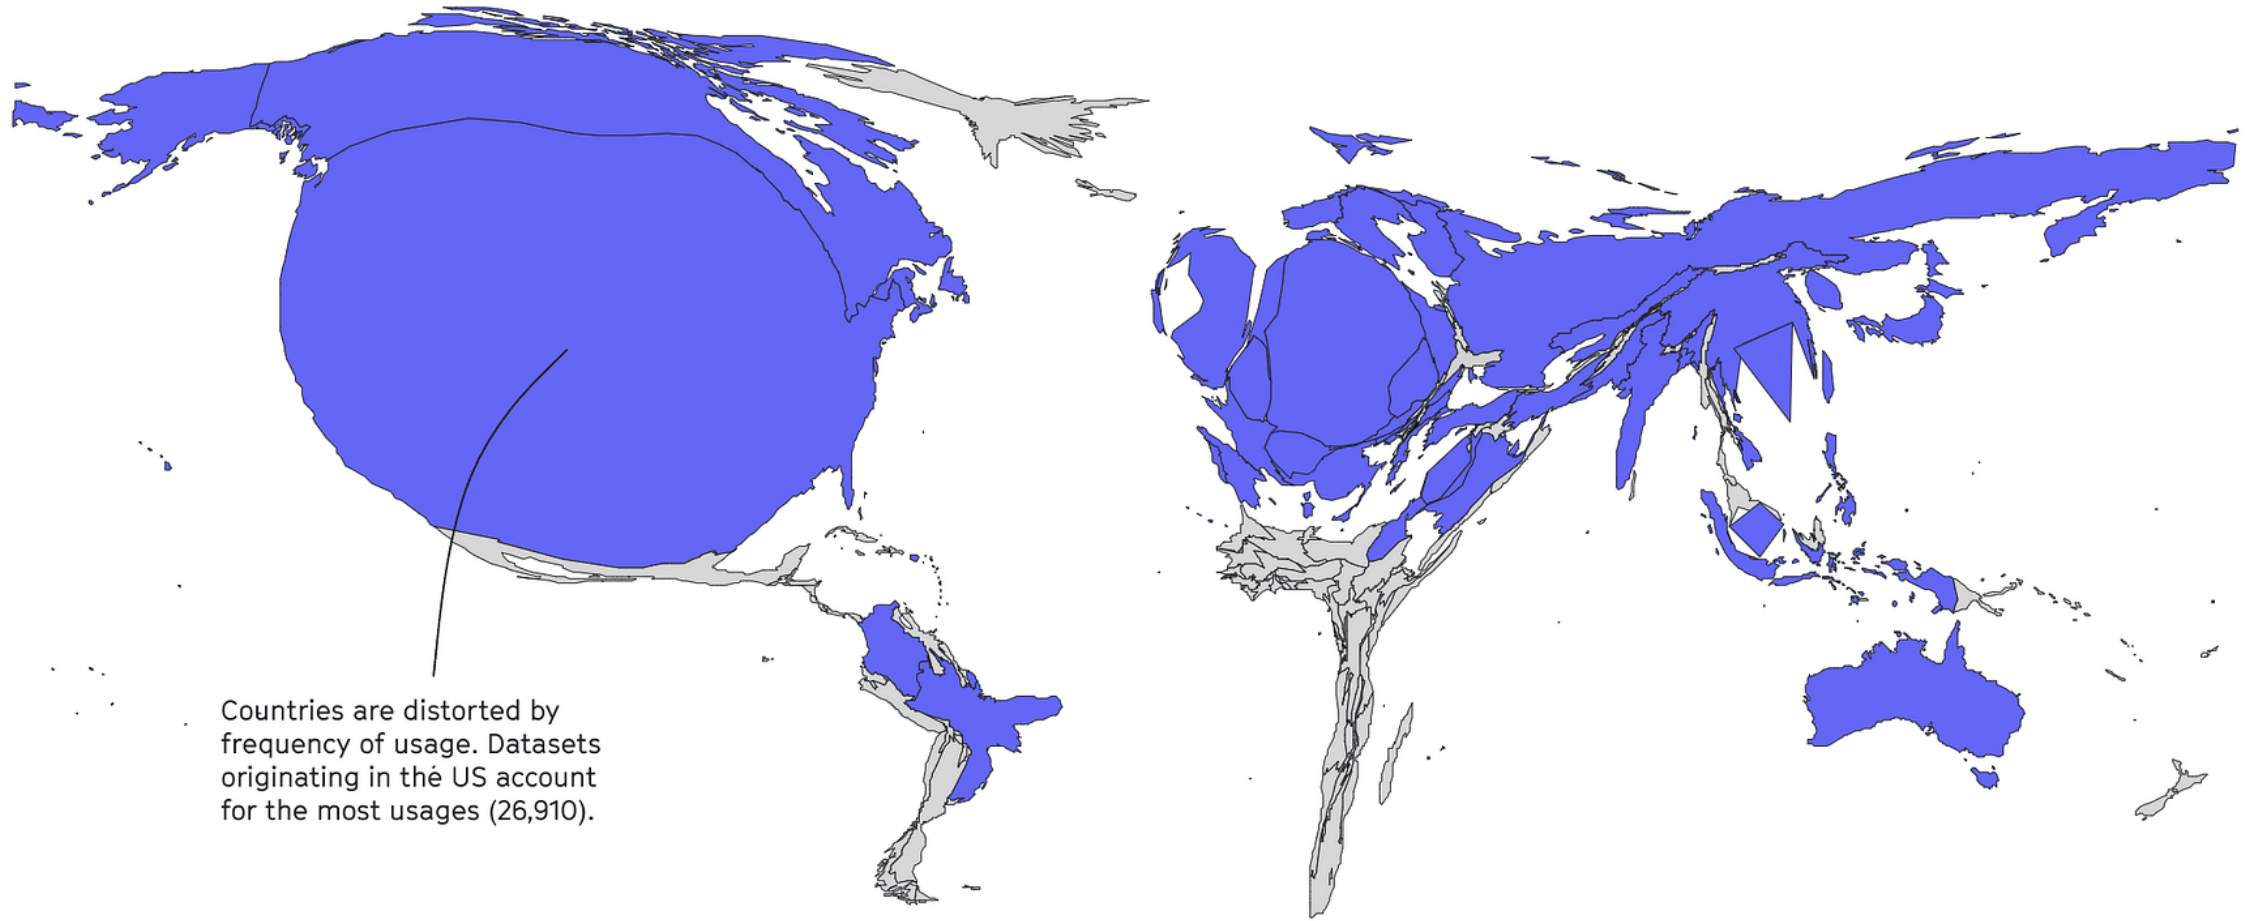 Countries are distorted by
frequency of usage. Datasets
originating in the US account
for the most usages (26,910).